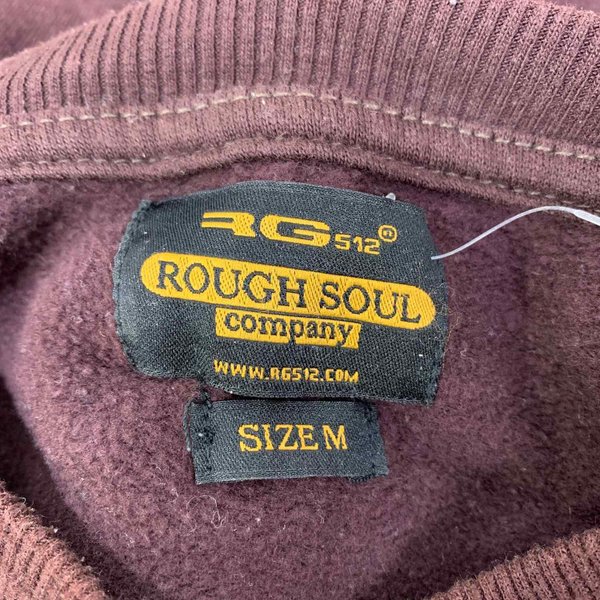 RG512®
ROUGH SOUL
company
WWW.RG512.COM
SIZE M